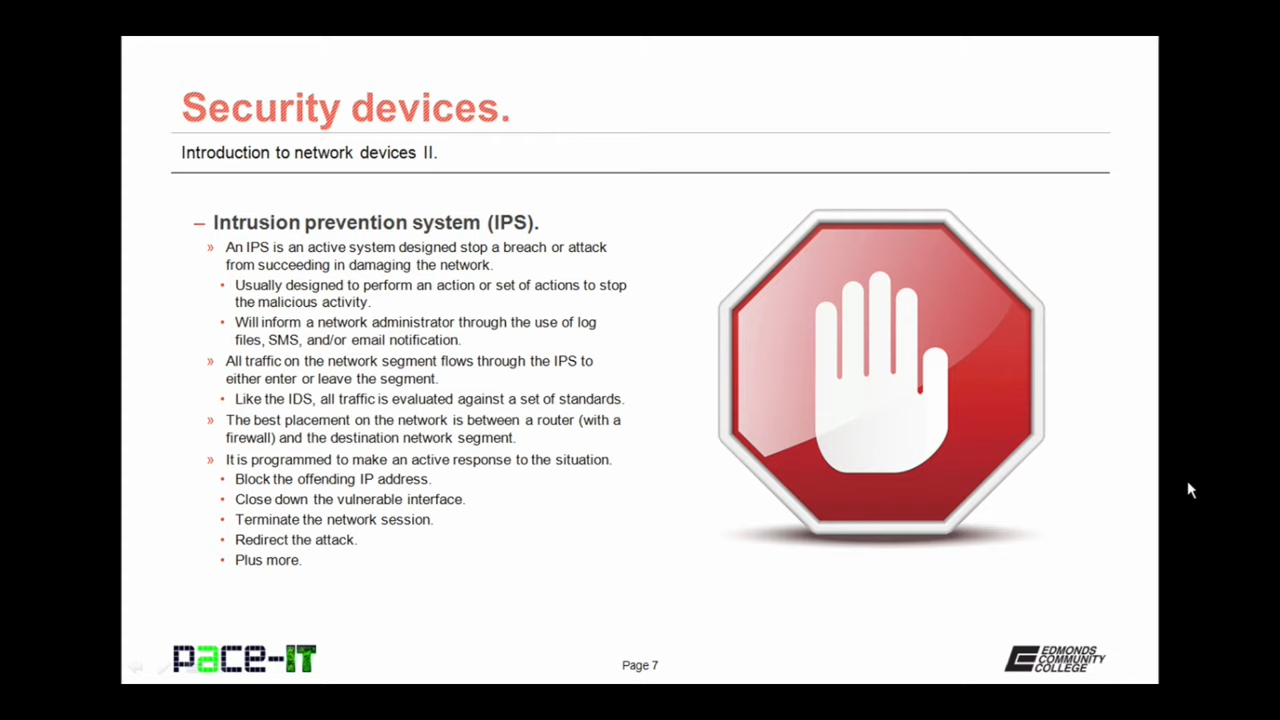 Security devices.
Introduction to network devices II.
– Intrusion prevention system (IPS).
» An IPS is an active system designed stop a breach or attack
from succeeding in damaging the network.
• Usually designed to perform an action or set of actions to stop
the malicious activity.
• Will inform a network administrator through the use of log
files, SMS, and/or email notification.
» All traffic on the network segment flows through the IPS to
either enter or leave the segment.
• Like the IDS, all traffic is evaluated against a set of standards.
» The best placement on the network is between a router (with a
firewall) and the destination network segment.
» It is programmed to make an active response to the situation.
• Block the offending IP address.
• Close down the vulnerable interface.
• Terminate the network session.
• Redirect the attack.
• Plus more.
pace-IT
Page 7
EDMONDS
COMMUNITY
COLLEGE